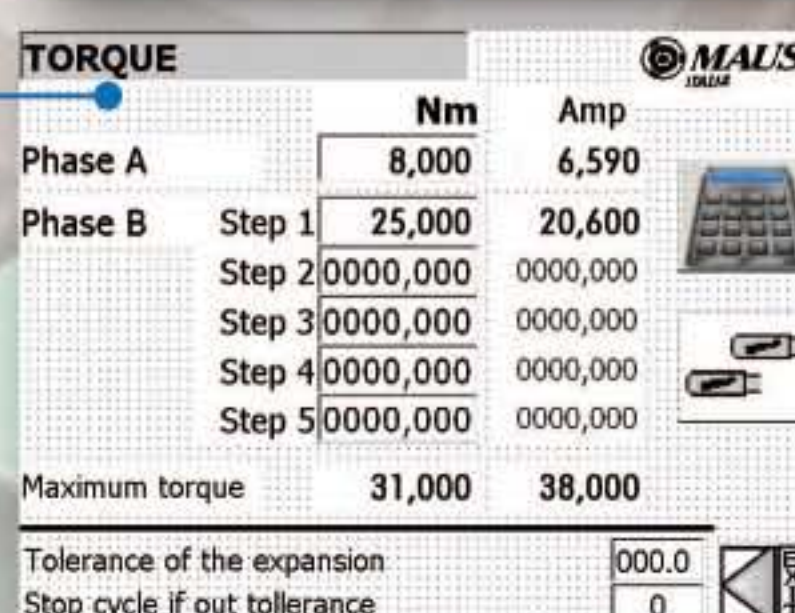 TORQUE
MAUS
ITALIA
Nm Amp
Phase A 8,000 6,590
Phase B Step 1 25,000 20,600
Step 2 0000,000 0000,000
Step 3 0000,000 0000,000
Step 4 0000,000 0000,000
Step 5 0000,000 0000,000
Maximum torque 31,000 38,000
Tolerance of the expansion 000.0
Stop cycle if out tollerance 0